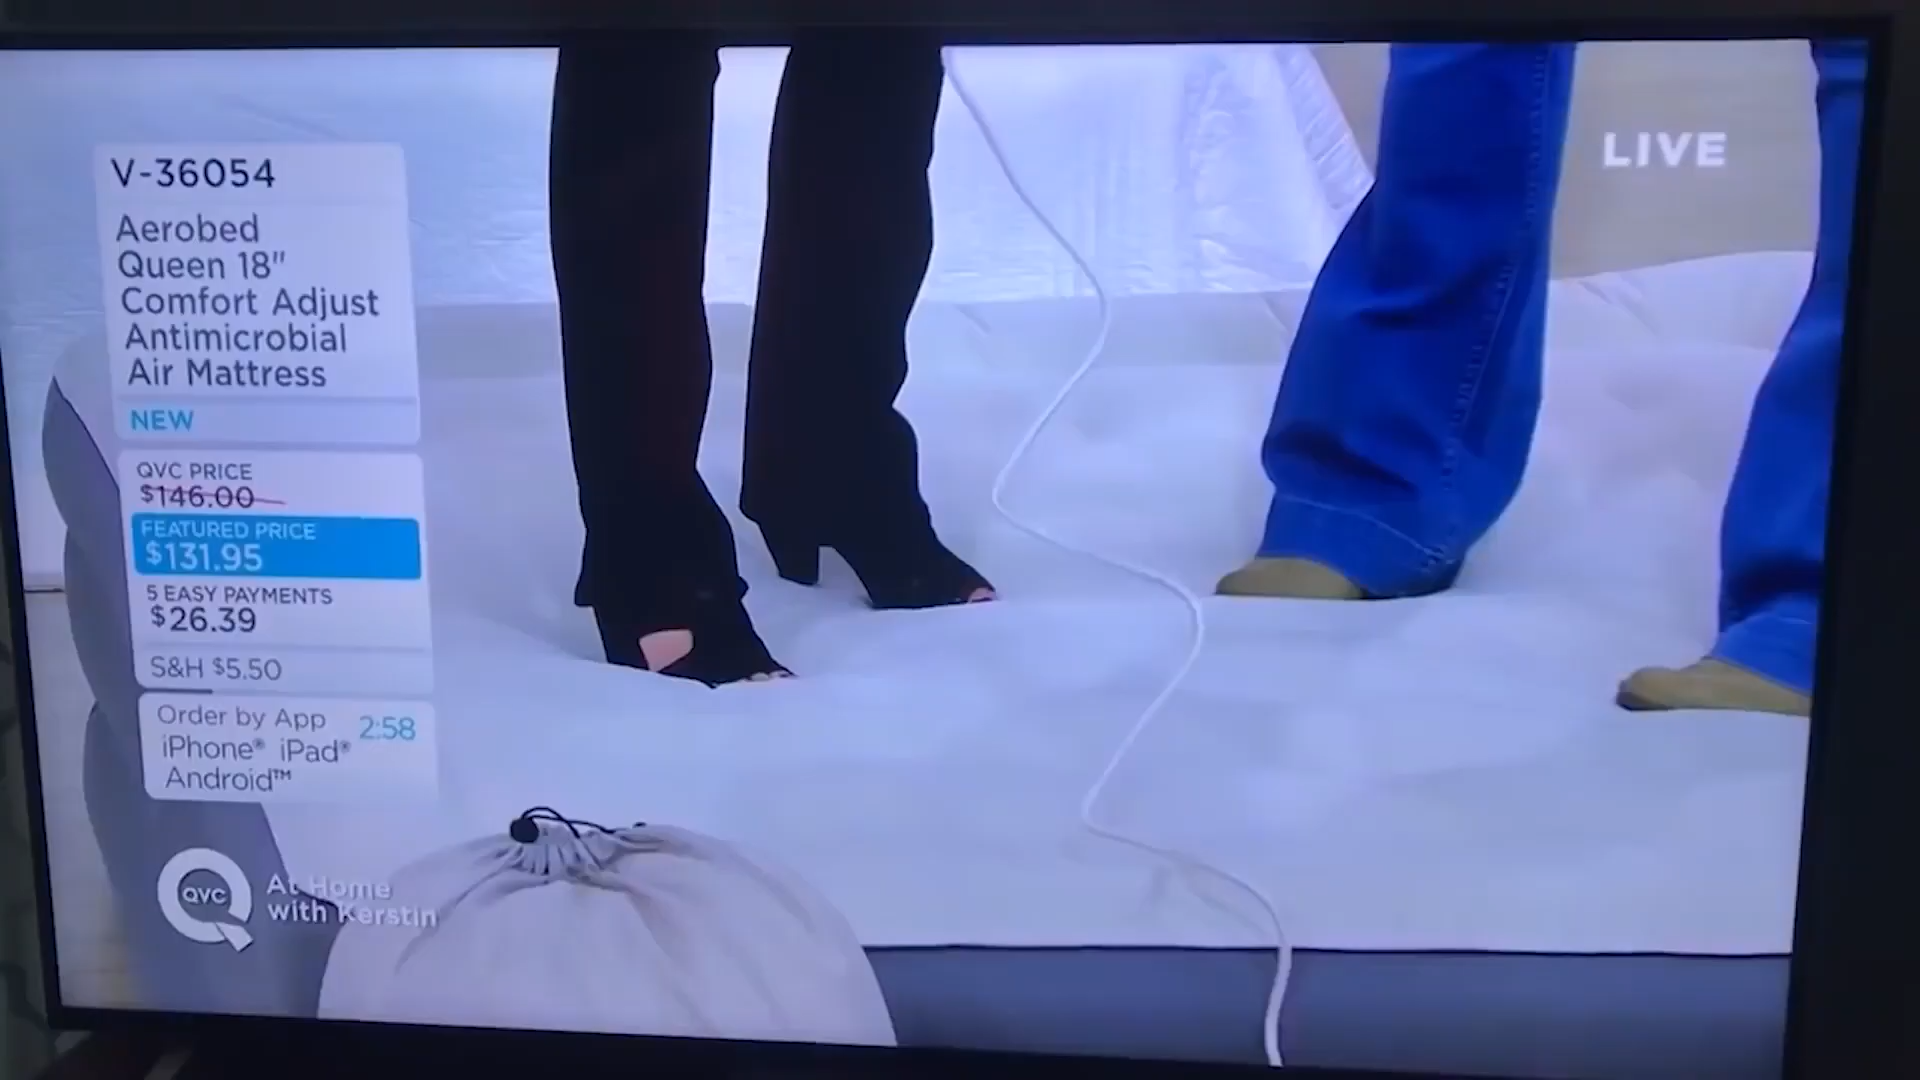 V-36054
Aerobed
Queen 18"
Comfort Adjust
Antimicrobial
Air Mattress
NEW
QVC PRICE
$146.00
FEATURED PRICE
$131.95
5 EASY PAYMENTS
$26.39
S&H $5.50
Order by App 2:58
iPhone® iPad®
Android™
QVC
At Home
with Kerstin
LIVE